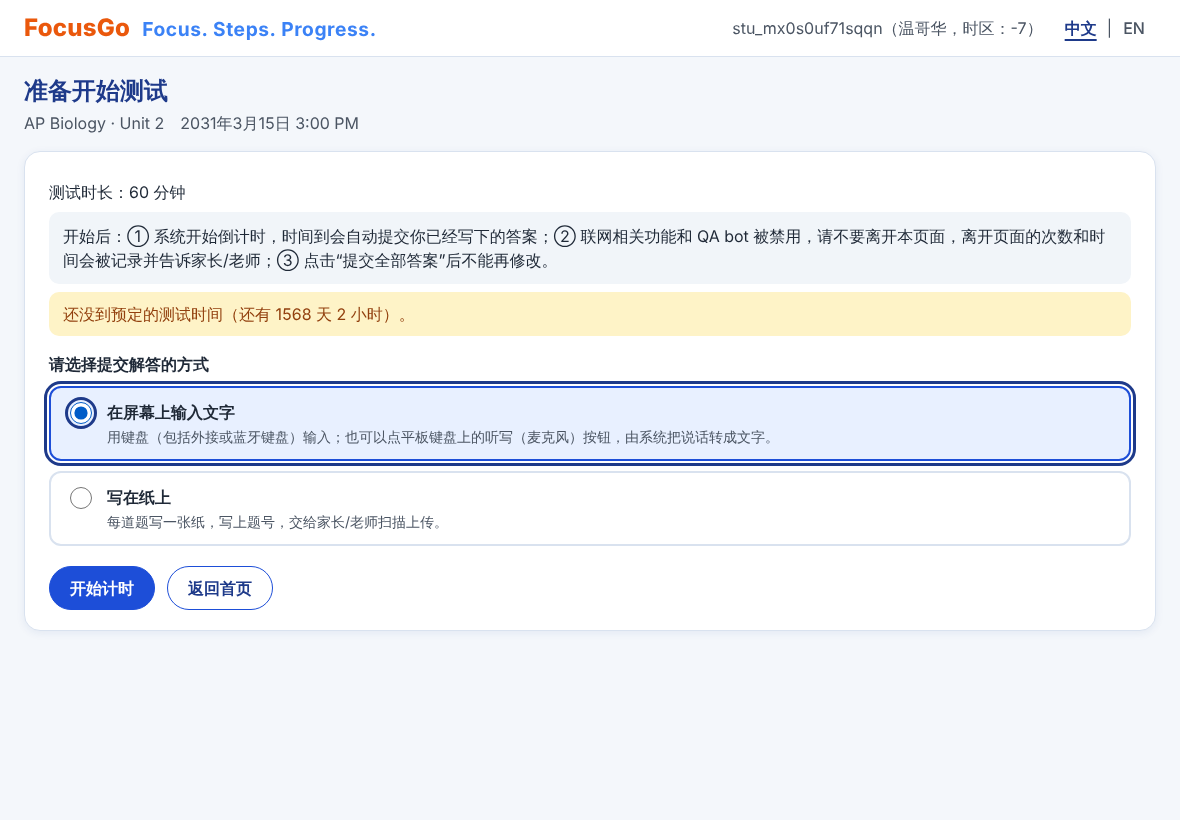 FocusGo Focus. Steps. Progress. stu_mx0s0uf71sqqn（温哥华，时区：-7） 中文 | EN
准备开始测试
AP Biology · Unit 2 2031年3月15日 3:00 PM
测试时长：60 分钟
开始后：① 系统开始倒计时，时间到会自动提交你已经写下的答案；② 联网相关功能和 QA bot 被禁用，请不要离开本页面，离开页面的次数和时
间会被记录并告诉家长/老师；③ 点击“提交全部答案”后不能再修改。
还没到预定的测试时间（还有 1568 天 2 小时）。
请选择提交解答的方式
在屏幕上输入文字
用键盘（包括外接或蓝牙键盘）输入；也可以点平板键盘上的听写（麦克风）按钮，由系统把说话转成文字。
写在纸上
每道题写一张纸，写上题号，交给家长/老师扫描上传。
开始计时 返回首页